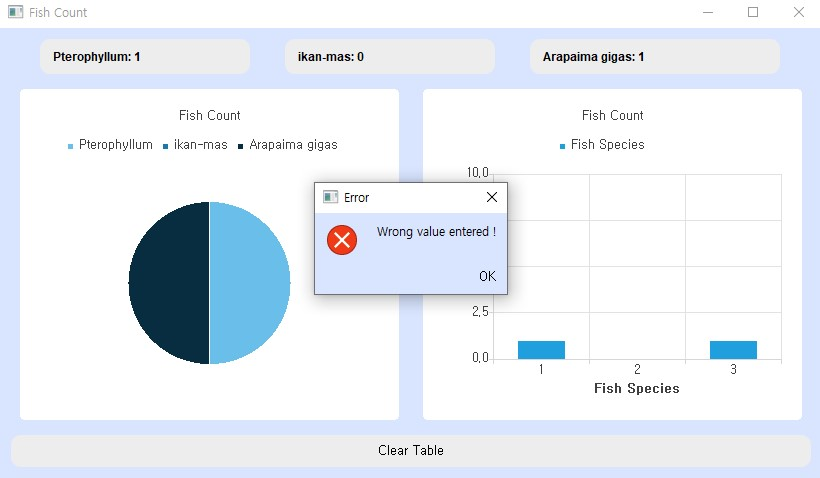 Fish Count
Pterophyllum: 1
ikan-mas: 0
Arapaima gigas: 1
Fish Count
Pterophyllum ikan-mas Arapaima gigas
Fish Count
Fish Species
10,0
2,5
0,0
1 2 3
Fish Species
Error
Wrong value entered !
OK
Clear Table